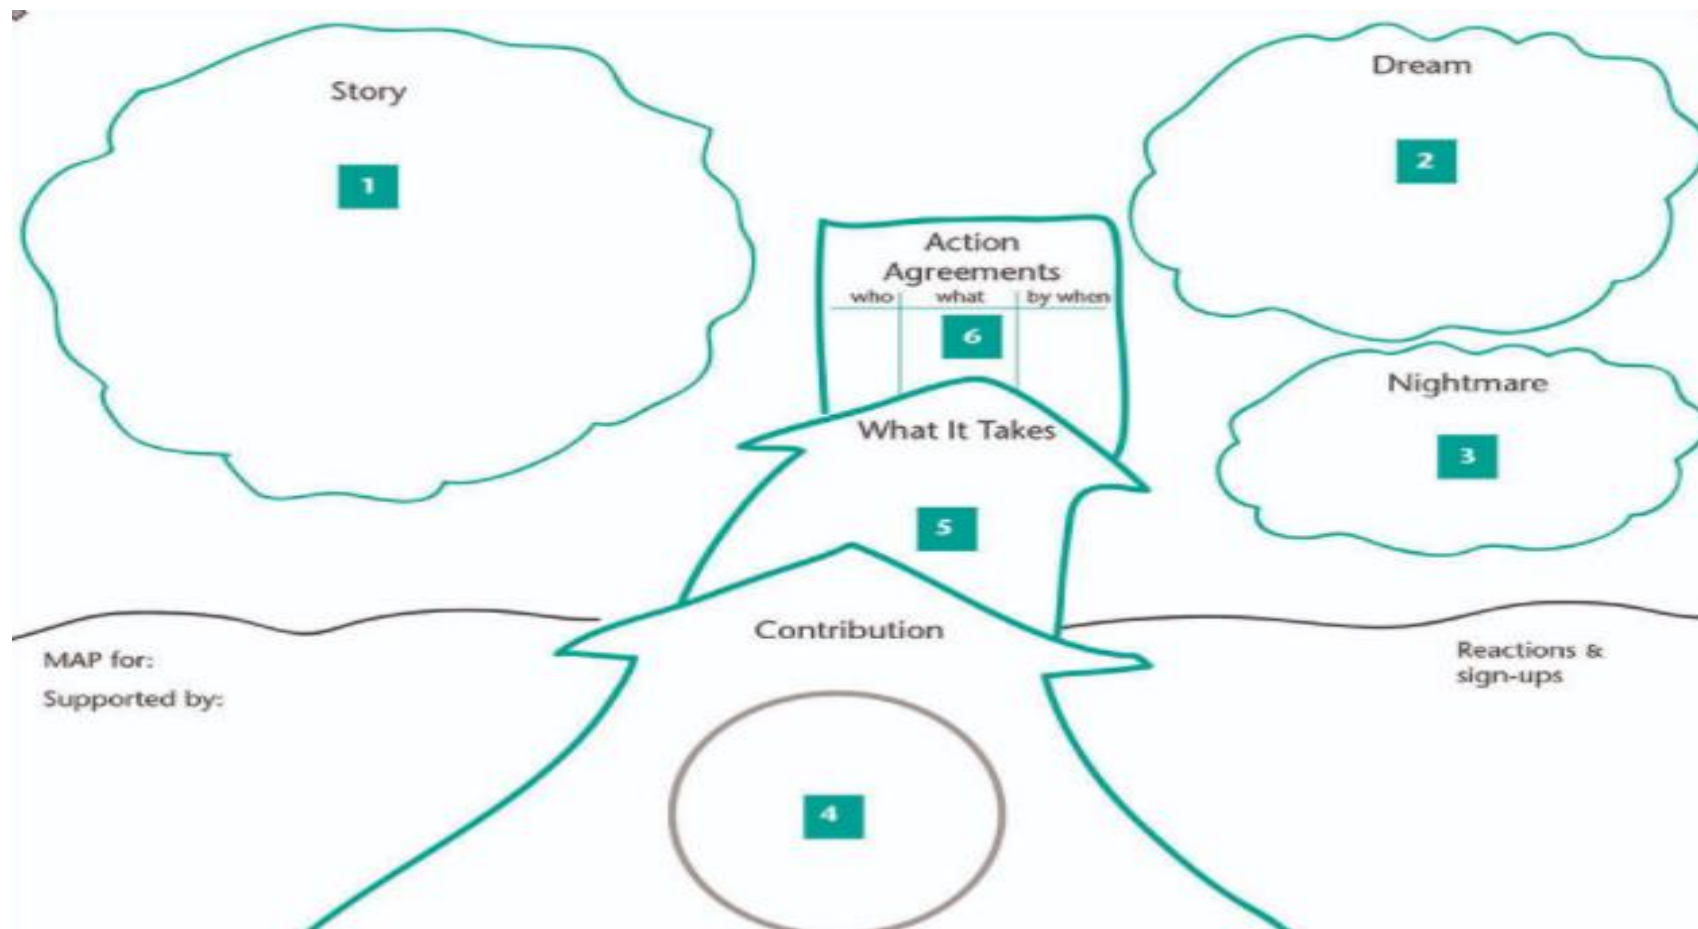 Story
1
Dream
2
Action
Agreements
who what by when
6
Nightmare
3
What It Takes
5
Contribution
4
MAP for:
Supported by:
Reactions &
sign-ups